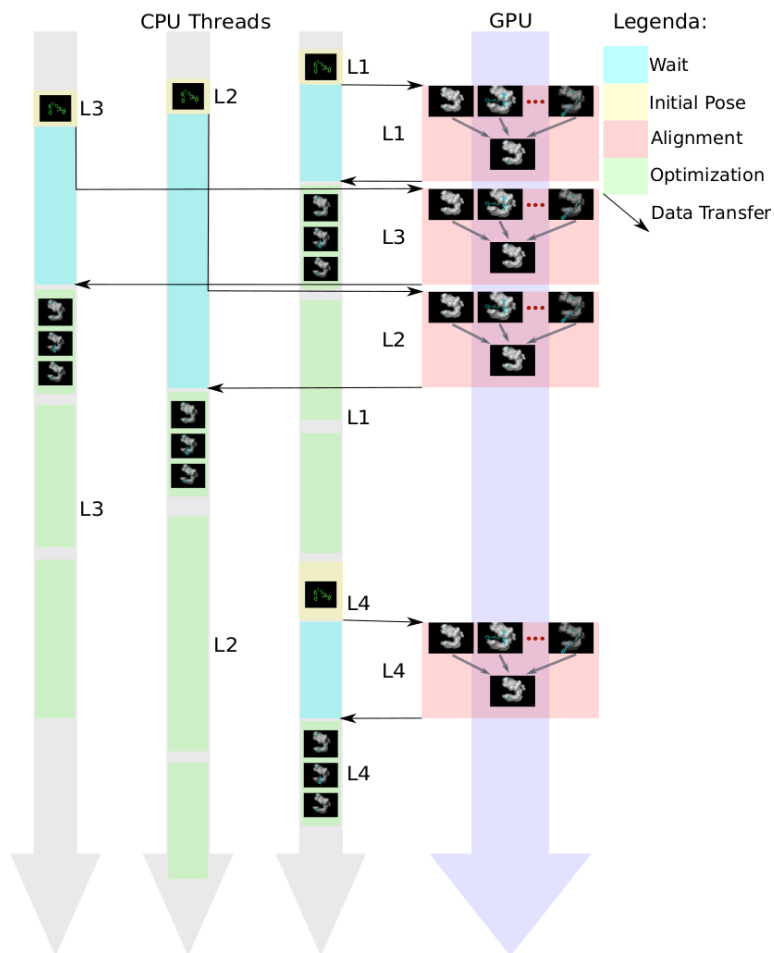 CPU Threads
GPU
Legenda:
Wait
Initial Pose
Alignment
Optimization
Data Transfer
L1
L2
L3
L1
L3
L2
L1
L3
L4
L2
L4
L4